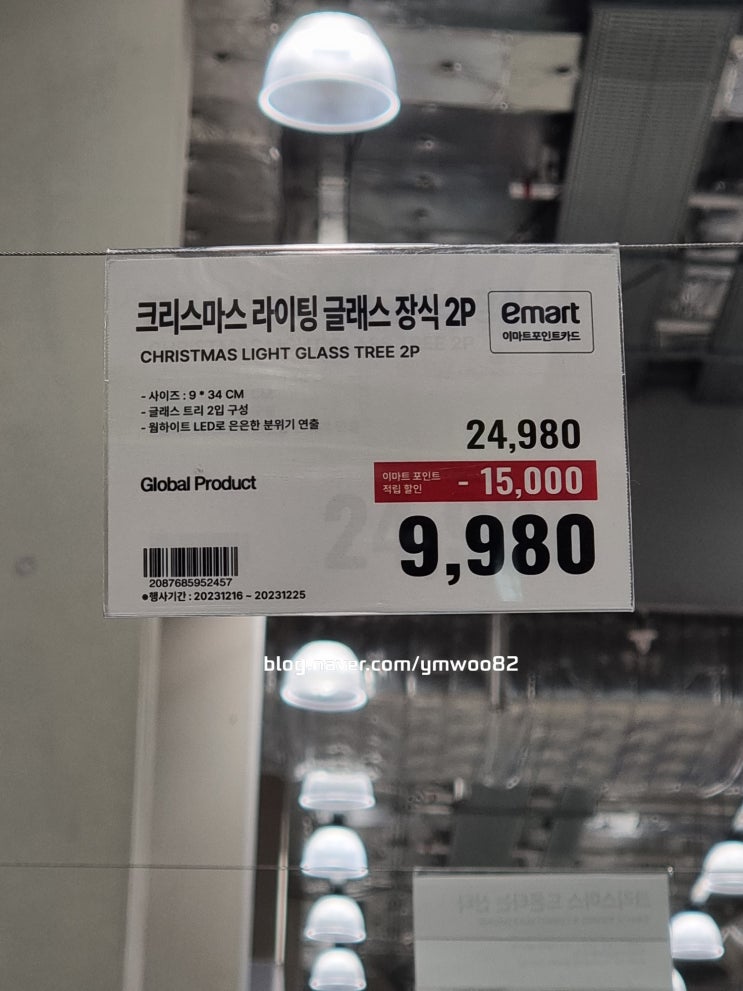 크리스마스 라이팅 글래스 장식 2P
emart
이마트포인트카드
CHRISTMAS LIGHT GLASS TREE 2P
- 사이즈 : 9 * 34 CM
- 글래스 트리 2입 구성
- 웜하이트 LED로 은은한 분위기 연출
24,980
이마트 포인트
적립 할인
- 15,000
Global Product
9,980
2087685952457
●행사기간 : 20231216 ~ 20231225
blog.naver.com/ymwoo82